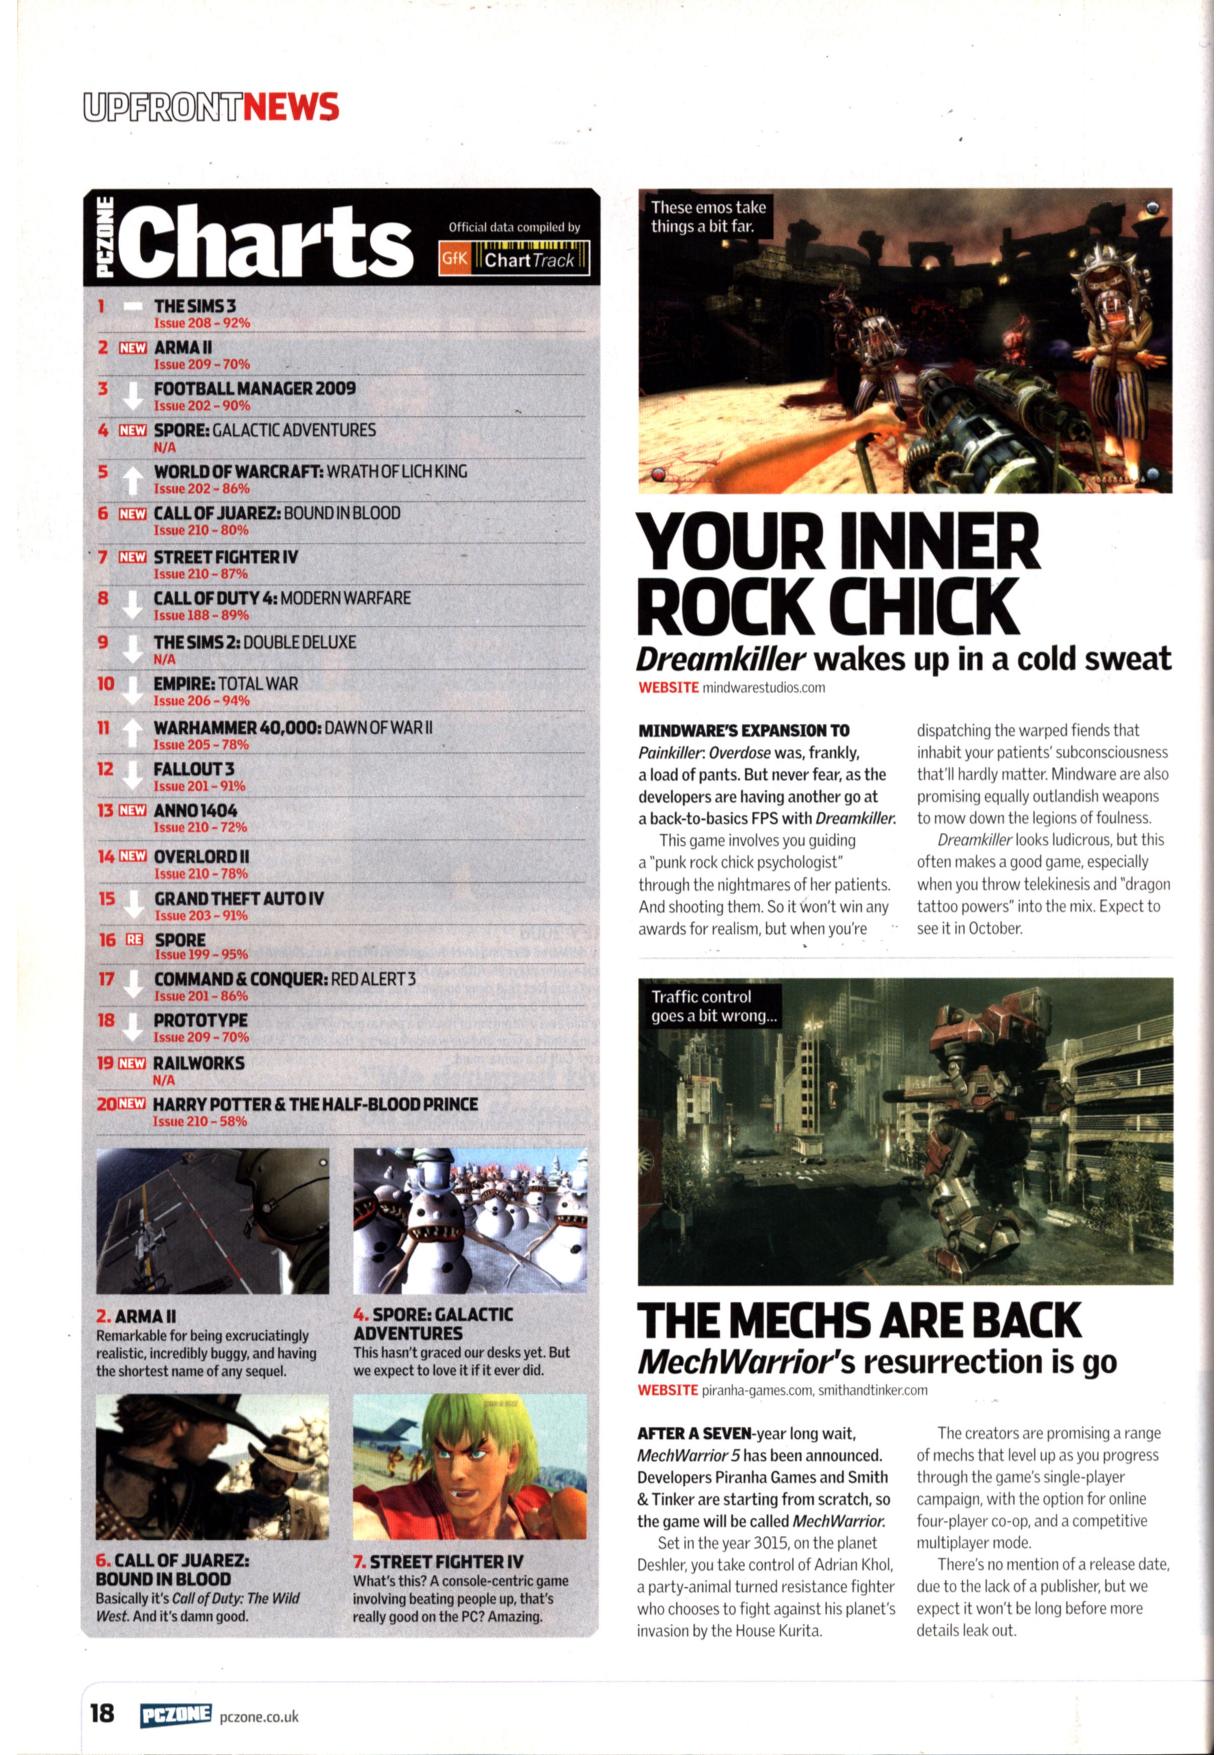 UPFRONTNEWS
PCZONE Charts
Official data compiled by
GfK ChartTrack
1 THE SIMS 3
Issue 208 – 92%
2 NEW ARMA II
Issue 209 – 70%
3 FOOTBALL MANAGER 2009
Issue 202 – 90%
4 NEW SPORE: GALACTIC ADVENTURES
N/A
5 WORLD OF WARCRAFT: WRATH OF LICH KING
Issue 202 – 86%
6 NEW CALL OF JUAREZ: BOUND IN BLOOD
Issue 210 – 80%
7 NEW STREET FIGHTER IV
Issue 210 – 87%
8 CALL OF DUTY 4: MODERN WARFARE
Issue 188 – 89%
9 THE SIMS 2: DOUBLE DELUXE
N/A
10 EMPIRE: TOTAL WAR
Issue 206 – 94%
11 WARHAMMER 40,000: DAWN OF WAR II
Issue 205 – 78%
12 FALLOUT 3
Issue 201 – 91%
13 NEW ANNO 1404
Issue 210 – 72%
14 NEW OVERLORD II
Issue 210 – 78%
15 GRAND THEFT AUTO IV
Issue 203 – 91%
16 RE SPORE
Issue 199 – 95%
17 COMMAND & CONQUER: RED ALERT 3
Issue 201 – 86%
18 PROTOTYPE
Issue 209 – 70%
19 NEW RAILWORKS
N/A
20 NEW HARRY POTTER & THE HALF-BLOOD PRINCE
Issue 210 – 58%
2. ARMA II
Remarkable for being excruciatingly
realistic, incredibly buggy, and having
the shortest name of any sequel.
4. SPORE: GALACTIC
ADVENTURES
This hasn't graced our desks yet. But
we expect to love it if it ever did.
6. CALL OF JUAREZ:
BOUND IN BLOOD
Basically it's Call of Duty: The Wild
West. And it's damn good.
7. STREET FIGHTER IV
What's this? A console-centric game
involving beating people up, that's
really good on the PC? Amazing.
These emos take
things a bit far.
YOUR INNER
ROCK CHICK
Dreamkiller wakes up in a cold sweat
WEBSITE mindwarestudios.com
MINDWARE'S EXPANSION TO
Painkiller: Overdose was, frankly,
a load of pants. But never fear, as the
developers are having another go at
a back-to-basics FPS with Dreamkiller.
This game involves you guiding
a "punk rock chick psychologist"
through the nightmares of her patients.
And shooting them. So it won't win any
awards for realism, but when you're
dispatching the warped fiends that
inhabit your patients' subconsciousness
that'll hardly matter. Mindware are also
promising equally outlandish weapons
to mow down the legions of foulness.
Dreamkiller looks ludicrous, but this
often makes a good game, especially
when you throw telekinesis and "dragon
tattoo powers" into the mix. Expect to
see it in October.
Traffic control
goes a bit wrong...
THE MECHS ARE BACK
MechWarrior's resurrection is go
WEBSITE piranha-games.com, smithandtinker.com
AFTER A SEVEN-year long wait,
MechWarrior 5 has been announced.
Developers Piranha Games and Smith
& Tinker are starting from scratch, so
the game will be called MechWarrior.
Set in the year 3015, on the planet
Deshler, you take control of Adrian Khol,
a party-animal turned resistance fighter
who chooses to fight against his planet's
invasion by the House Kurita.
The creators are promising a range
of mechs that level up as you progress
through the game's single-player
campaign, with the option for online
four-player co-op, and a competitive
multiplayer mode.
There's no mention of a release date,
due to the lack of a publisher, but we
expect it won't be long before more
details leak out.
18 PCZONE pczone.co.uk